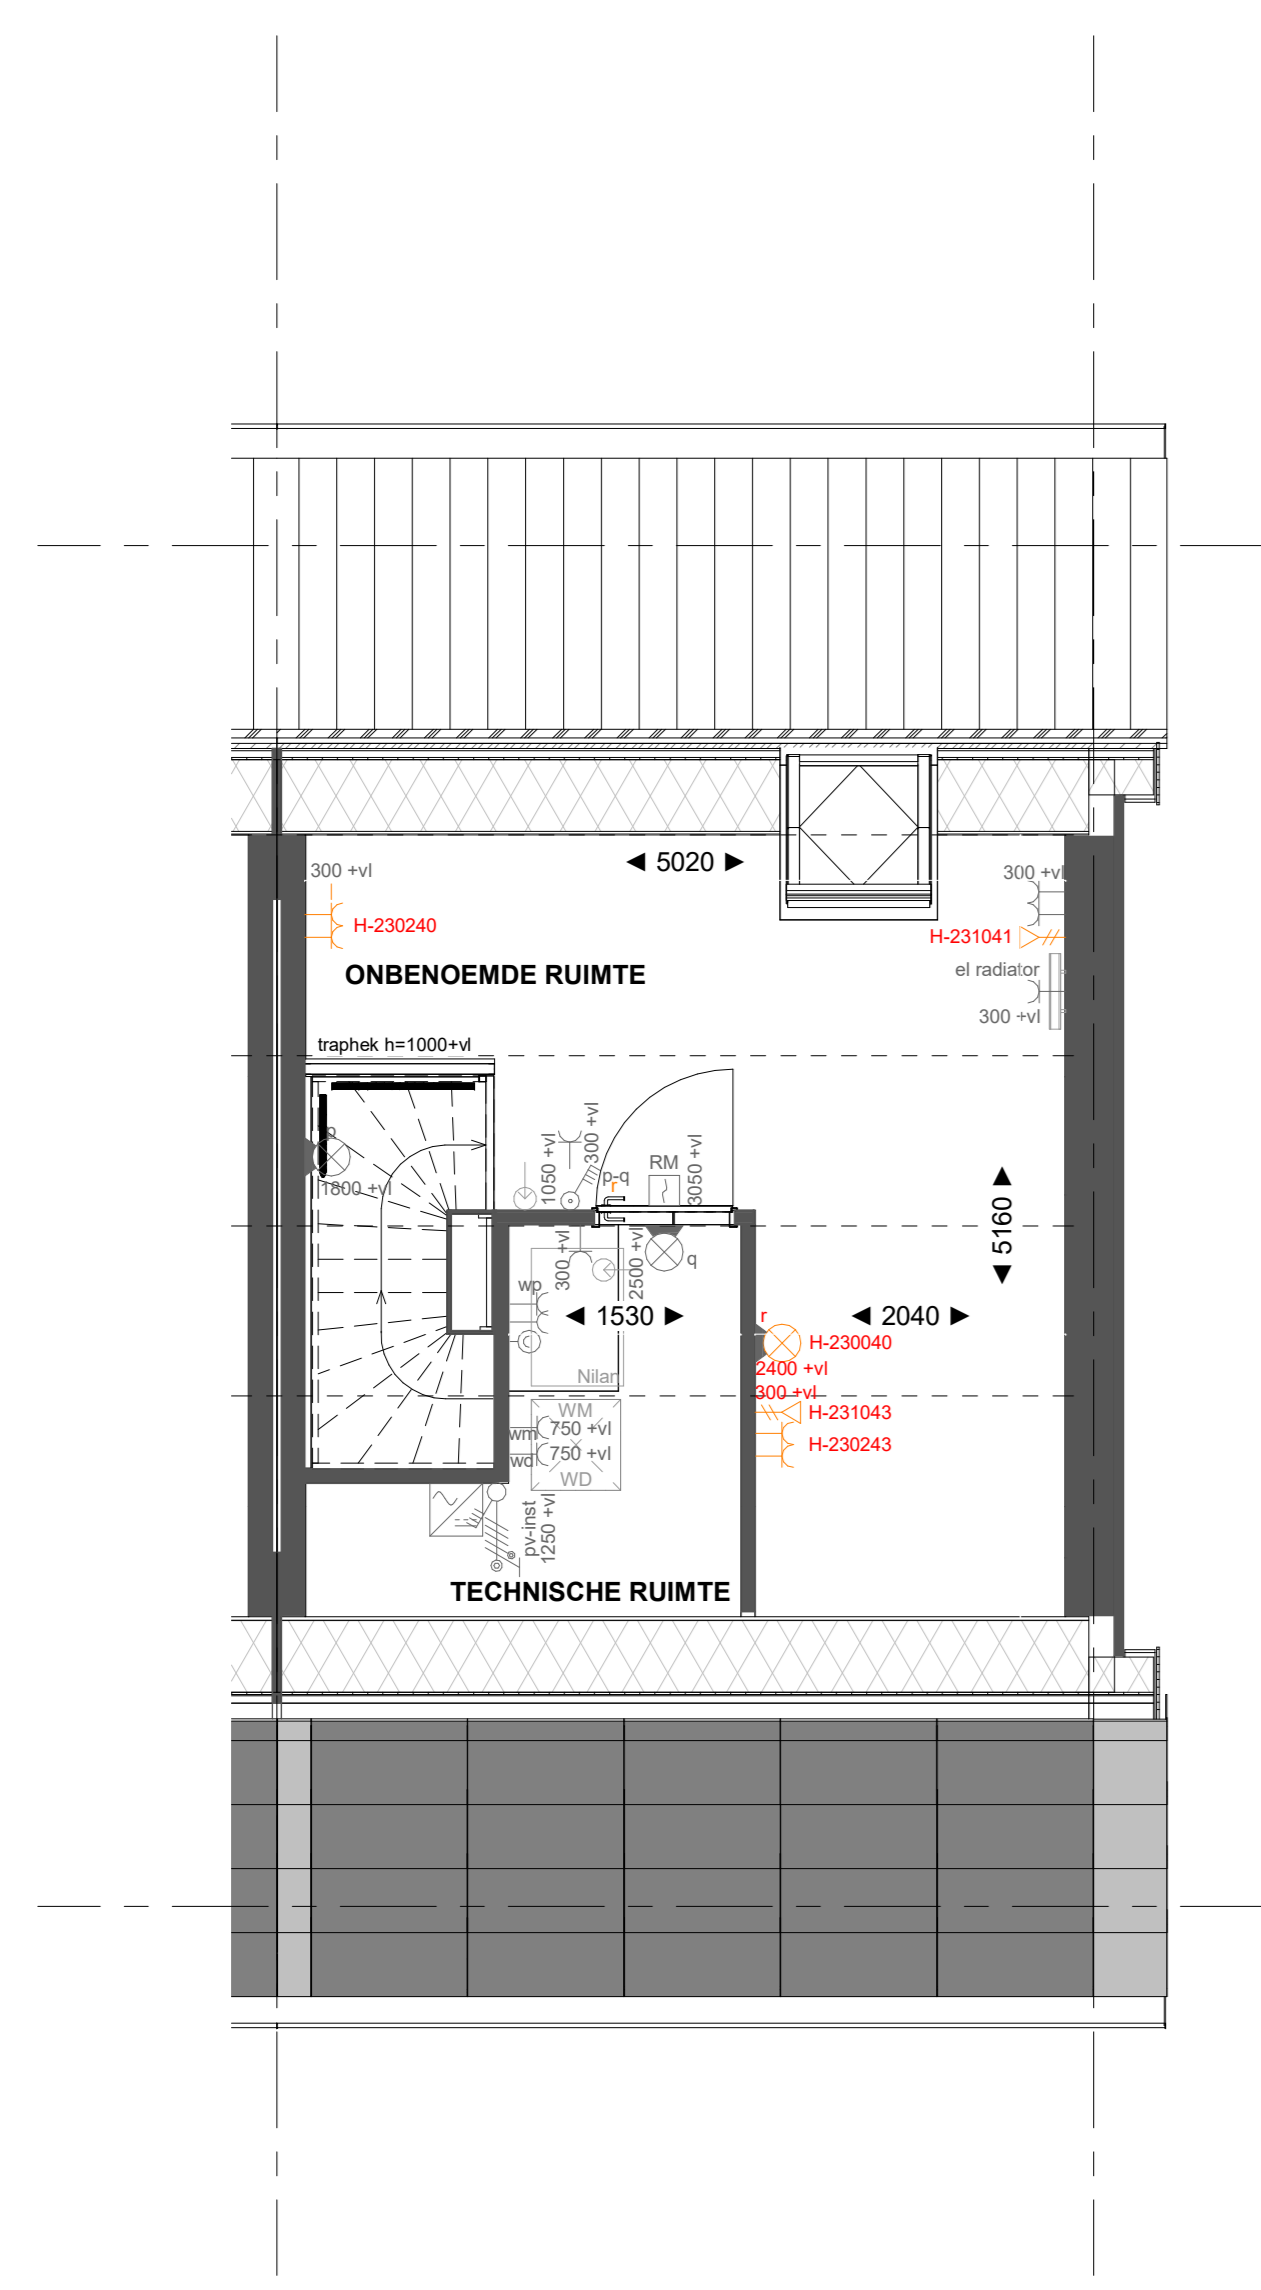 ◄ 5020 ►
300 +vl
300 +vl
H-230240
H-231041
ONBENOEMDE RUIMTE
el radiator
300 +vl
traphek h=1000+vl
p
1800 +vl
1050 +vl
300 +vl
p-q
r
RM
3050 +vl
◄ 5160 ►
300 +vl
2500 +vl
q
wp
◄ 1530 ►
◄ 2040 ►
r
H-230040
2400 +vl
Nilan
300 +vl
WM
H-231043
wm
750 +vl
H-230243
wd
750 +vl
WD
pv-inst
1250 +vl
TECHNISCHE RUIMTE